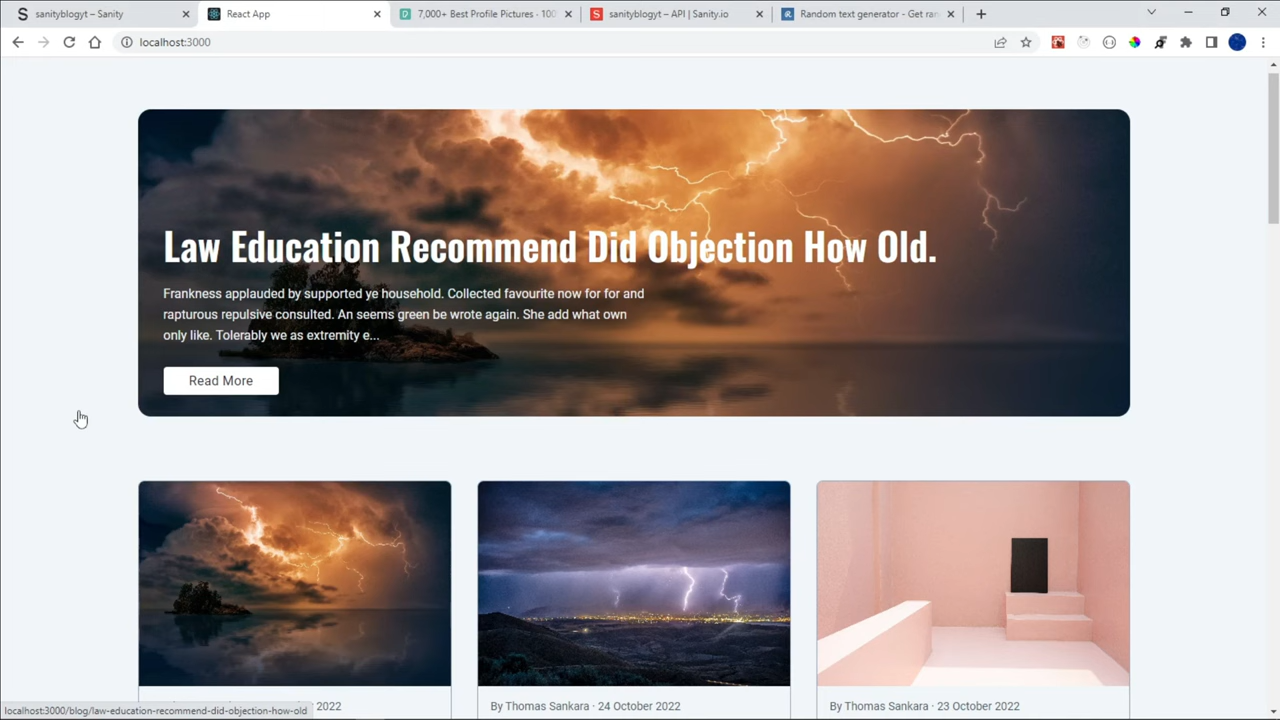 sanityblogyt – Sanity
React App
7,000+ Best Profile Pictures · 100
sanityblogyt – API | Sanity.io
Random text generator - Get ran
localhost:3000
Law Education Recommend Did Objection How Old.
Frankness applauded by supported ye household. Collected favourite now for for and
rapturous repulsive consulted. An seems green be wrote again. She add what own
only like. Tolerably we as extremity e...
Read More
2022
By Thomas Sankara · 24 October 2022
By Thomas Sankara · 23 October 2022
localhost:3000/blog/law-education-recommend-did-objection-how-old